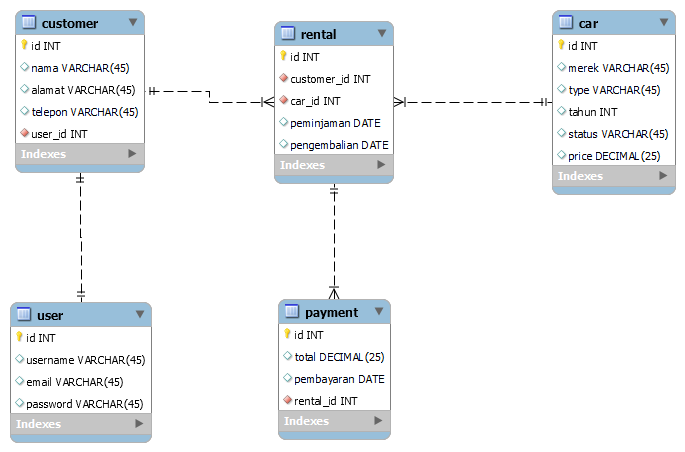 customer
id INT
nama VARCHAR(45)
alamat VARCHAR(45)
telepon VARCHAR(45)
user_id INT
Indexes
rental
id INT
customer_id INT
car_id INT
peminjaman DATE
pengembalian DATE
Indexes
car
id INT
merek VARCHAR(45)
type VARCHAR(45)
tahun INT
status VARCHAR(45)
price DECIMAL(25)
Indexes
user
id INT
username VARCHAR(45)
email VARCHAR(45)
password VARCHAR(45)
Indexes
payment
id INT
total DECIMAL(25)
pembayaran DATE
rental_id INT
Indexes